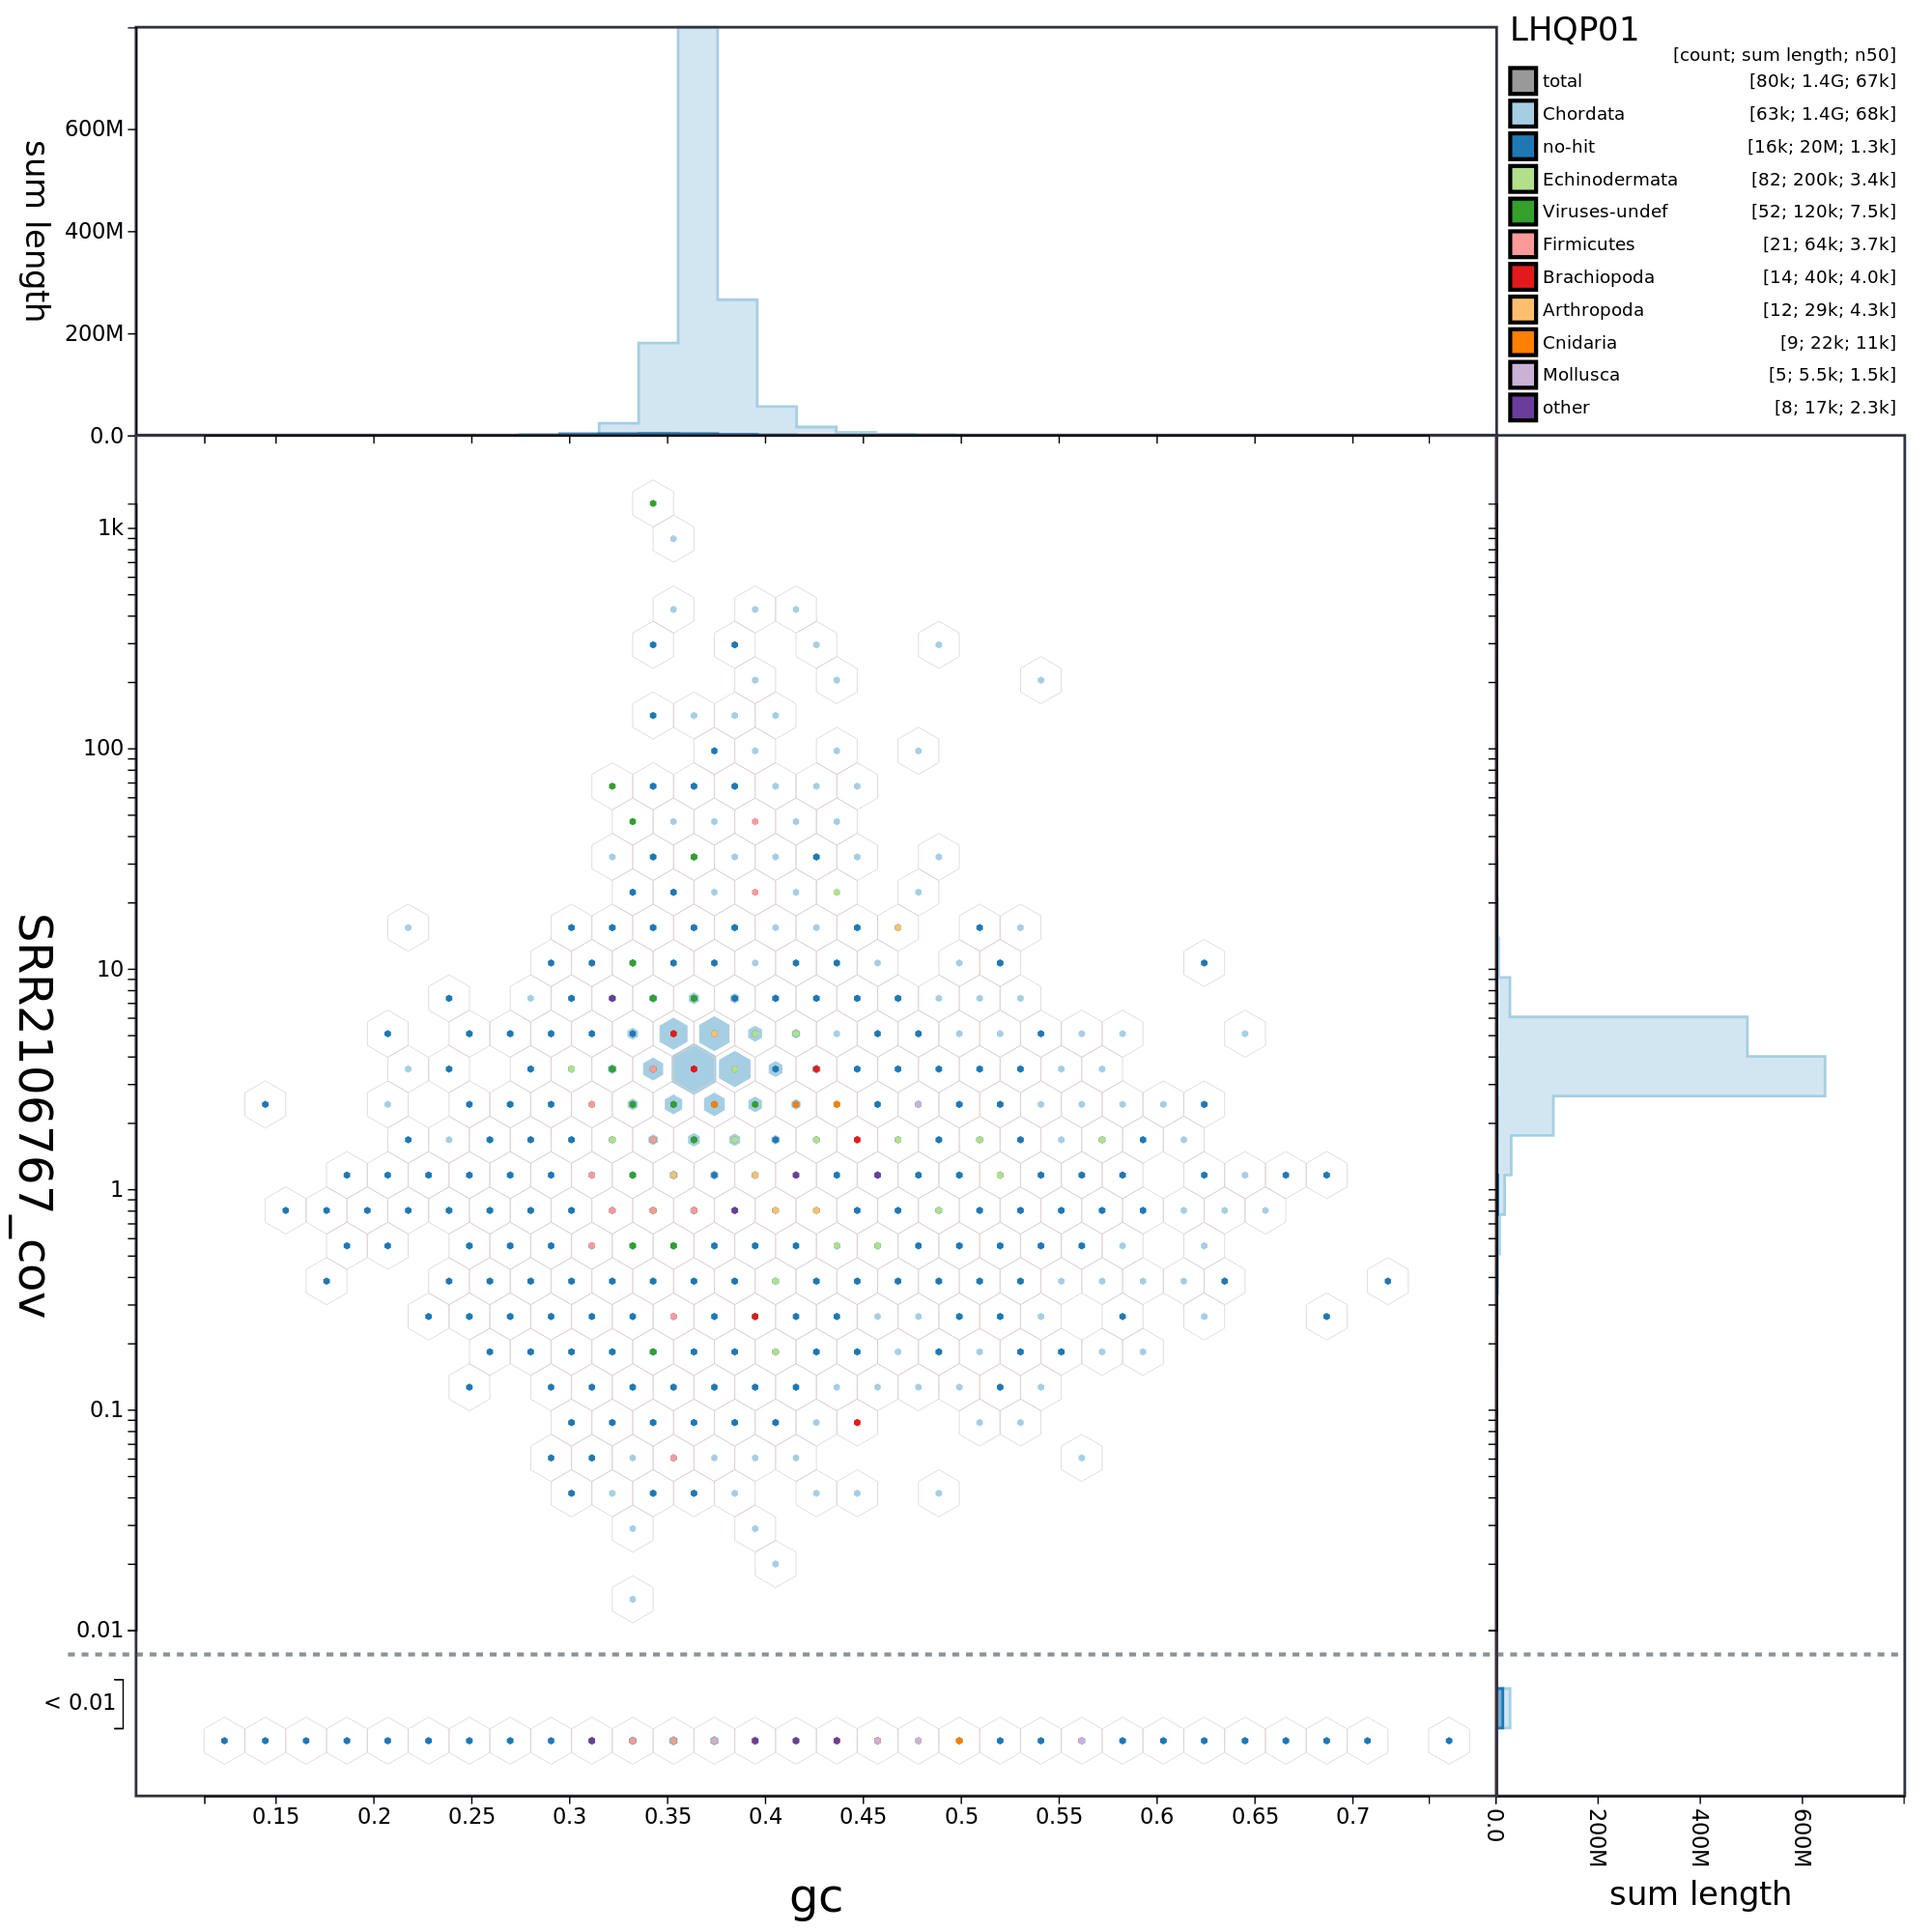 LHQP01
[count; sum length; n50]
total [80k; 1.4G; 67k]
Chordata [63k; 1.4G; 68k]
no-hit [16k; 20M; 1.3k]
Echinodermata [82; 200k; 3.4k]
Viruses-undef [52; 120k; 7.5k]
Firmicutes [21; 64k; 3.7k]
Brachiopoda [14; 40k; 4.0k]
Arthropoda [12; 29k; 4.3k]
Cnidaria [9; 22k; 11k]
Mollusca [5; 5.5k; 1.5k]
other [8; 17k; 2.3k]
sum length
600M
400M
200M
0.0
SRR2106767_cov
1k
100
10
1
0.1
0.01
< 0.01
0.15 0.2 0.25 0.3 0.35 0.4 0.45 0.5 0.55 0.6 0.65 0.7
gc
0.0 200M 400M 600M
sum length